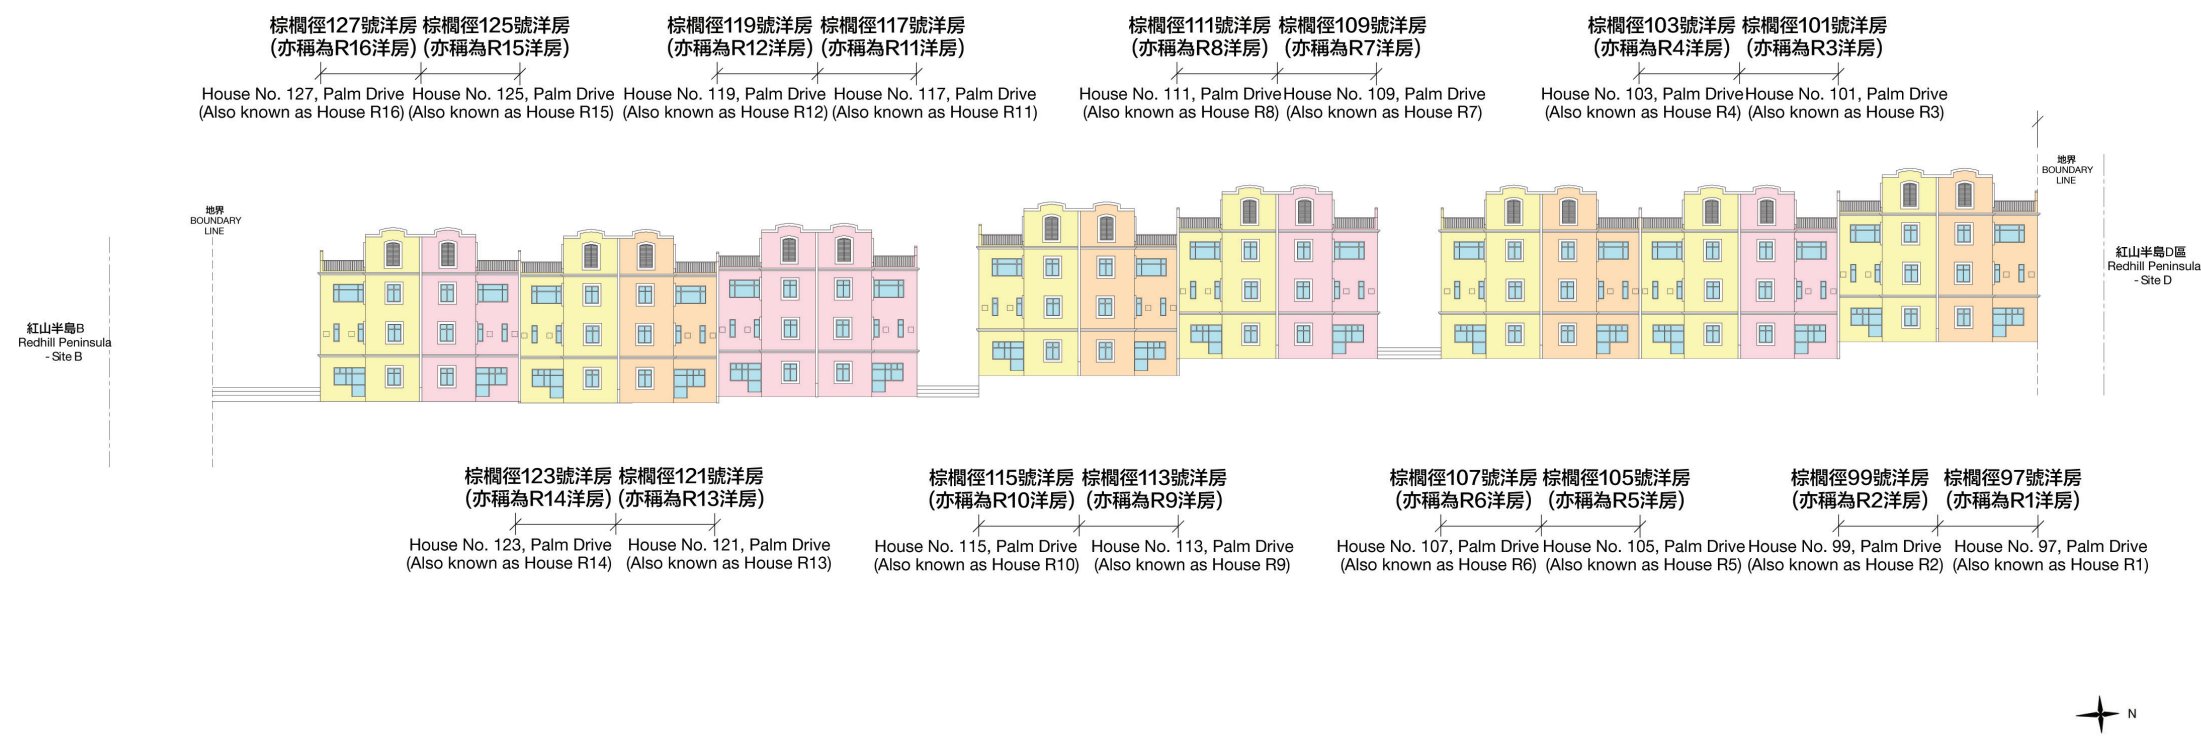 棕櫚徑127號洋房
(亦稱為R16洋房)
棕櫚徑125號洋房
(亦稱為R15洋房)
棕櫚徑119號洋房
(亦稱為R12洋房)
棕櫚徑117號洋房
(亦稱為R11洋房)
棕櫚徑111號洋房
(亦稱為R8洋房)
棕櫚徑109號洋房
(亦稱為R7洋房)
棕櫚徑103號洋房
(亦稱為R4洋房)
棕櫚徑101號洋房
(亦稱為R3洋房)
House No. 127, Palm Drive
(Also known as House R16)
House No. 125, Palm Drive
(Also known as House R15)
House No. 119, Palm Drive
(Also known as House R12)
House No. 117, Palm Drive
(Also known as House R11)
House No. 111, Palm Drive
(Also known as House R8)
House No. 109, Palm Drive
(Also known as House R7)
House No. 103, Palm Drive
(Also known as House R4)
House No. 101, Palm Drive
(Also known as House R3)
地界
BOUNDARY
LINE
地界
BOUNDARY
LINE
紅山半島B
Redhill Peninsula
- Site B
紅山半島D區
Redhill Peninsula
- Site D
棕櫚徑123號洋房
(亦稱為R14洋房)
棕櫚徑121號洋房
(亦稱為R13洋房)
棕櫚徑115號洋房
(亦稱為R10洋房)
棕櫚徑113號洋房
(亦稱為R9洋房)
棕櫚徑107號洋房
(亦稱為R6洋房)
棕櫚徑105號洋房
(亦稱為R5洋房)
棕櫚徑99號洋房
(亦稱為R2洋房)
棕櫚徑97號洋房
(亦稱為R1洋房)
House No. 123, Palm Drive
(Also known as House R14)
House No. 121, Palm Drive
(Also known as House R13)
House No. 115, Palm Drive
(Also known as House R10)
House No. 113, Palm Drive
(Also known as House R9)
House No. 107, Palm Drive
(Also known as House R6)
House No. 105, Palm Drive
(Also known as House R5)
House No. 99, Palm Drive
(Also known as House R2)
House No. 97, Palm Drive
(Also known as House R1)
N